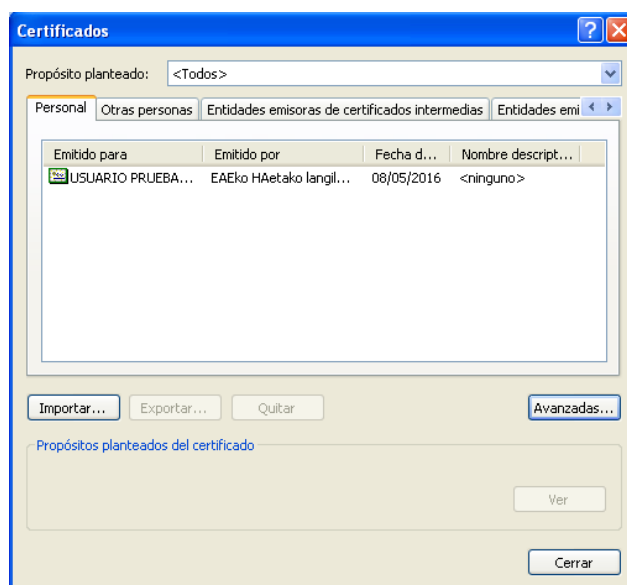 Certificados
Propósito planteado: <Todos>
Personal Otras personas Entidades emisoras de certificados intermedias Entidades emi
Emitido para Emitido por Fecha d... Nombre descript...
USUARIO PRUEBA... EAEko HAetako langil... 08/05/2016 <ninguno>
Importar... Exportar... Quitar Avanzadas...
Propósitos planteados del certificado
Ver
Cerrar